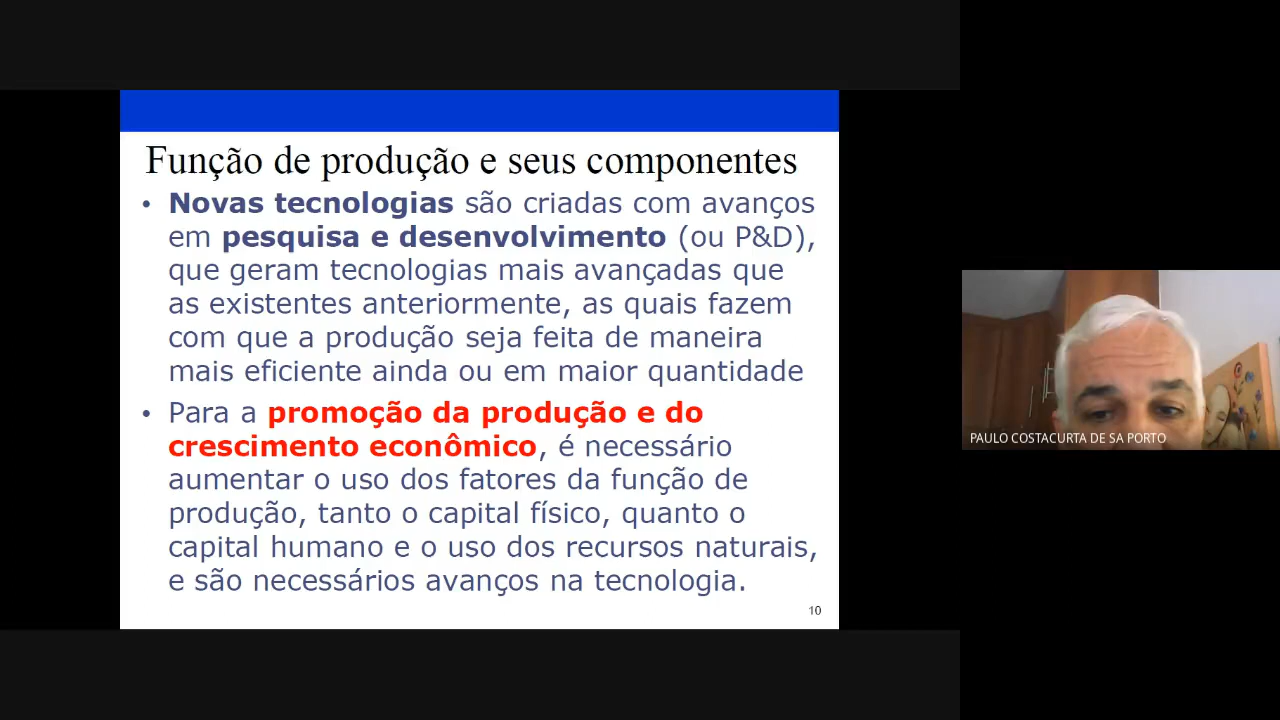 Função de produção e seus componentes
• Novas tecnologias são criadas com avanços
em pesquisa e desenvolvimento (ou P&D),
que geram tecnologias mais avançadas que
as existentes anteriormente, as quais fazem
com que a produção seja feita de maneira
mais eficiente ainda ou em maior quantidade
• Para a promoção da produção e do
crescimento econômico, é necessário
aumentar o uso dos fatores da função de
produção, tanto o capital físico, quanto o
capital humano e o uso dos recursos naturais,
e são necessários avanços na tecnologia.
10
PAULO COSTACURTA DE SA PORTO